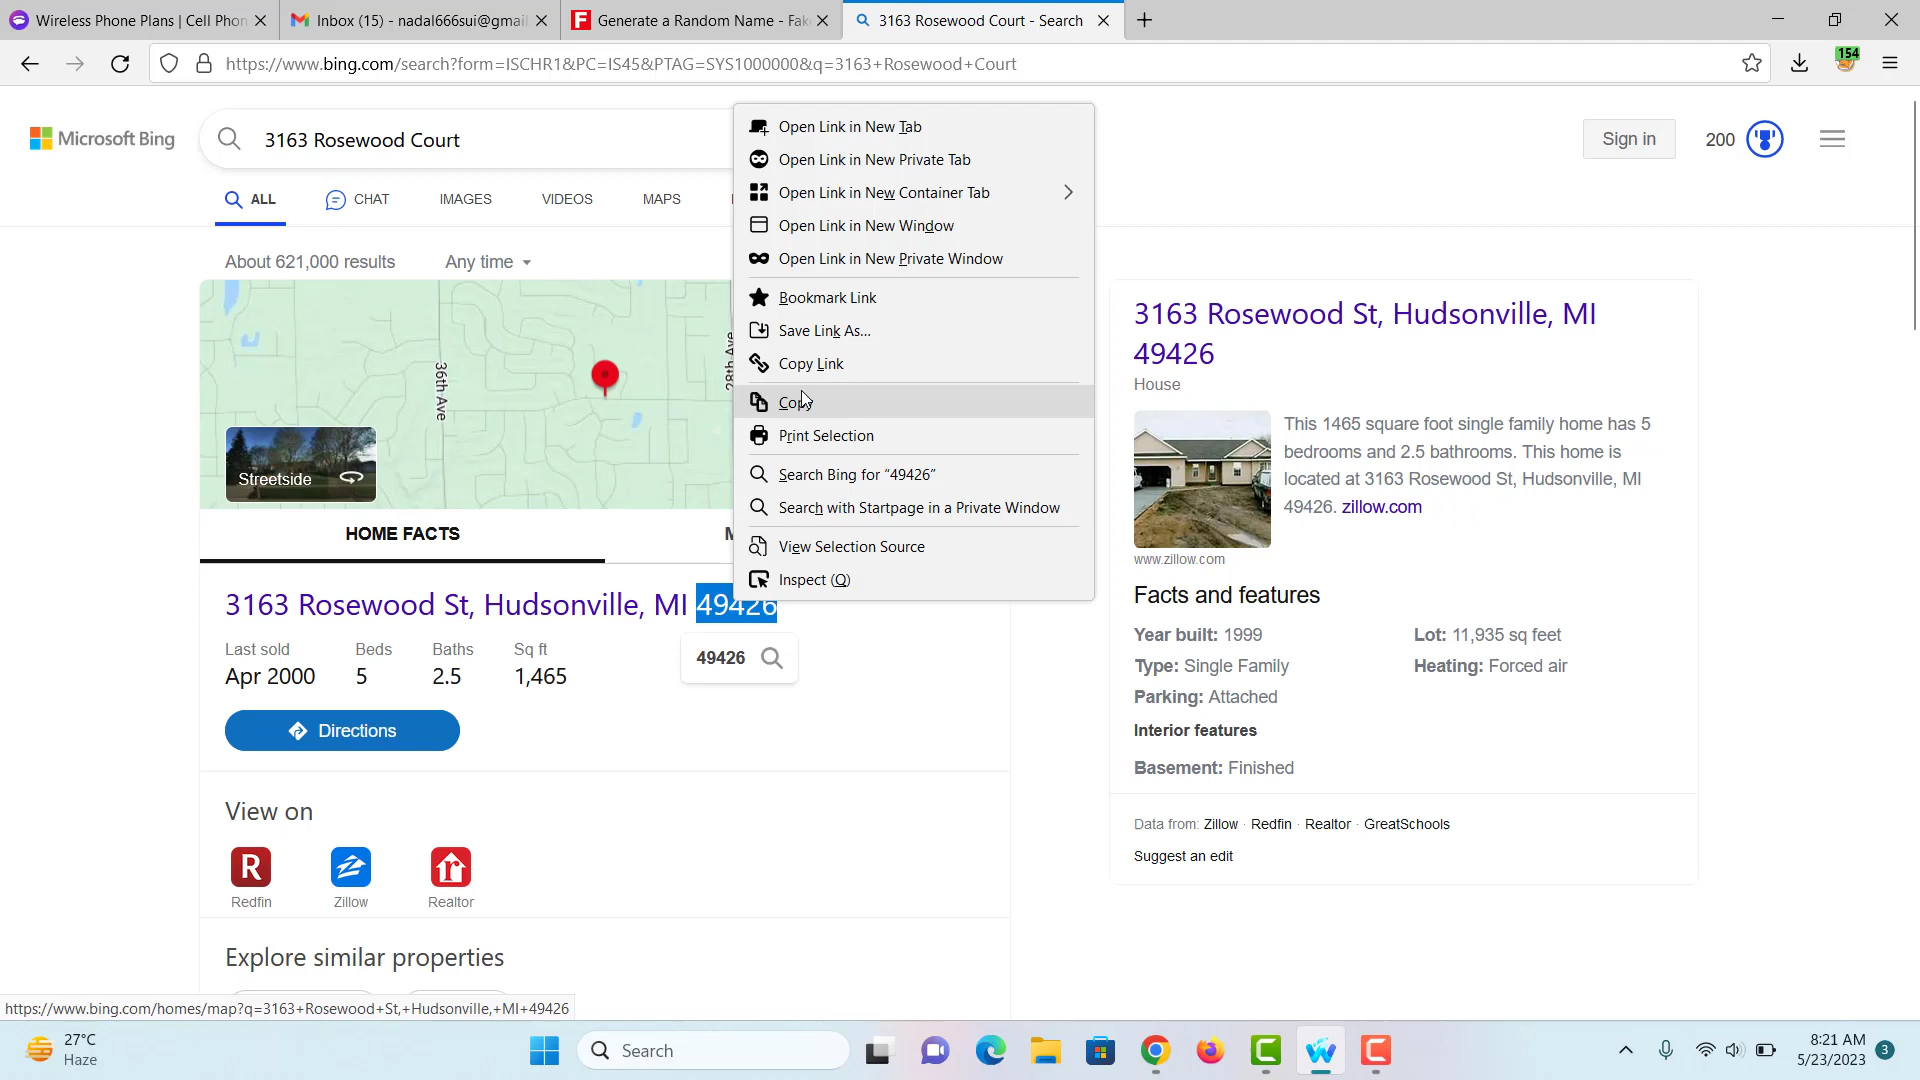 Wireless Phone Plans | Cell Phon
Inbox (15) - nadal666sui@gmai
Generate a Random Name - Fak
3163 Rosewood Court - Search
https://www.bing.com/search?form=ISCHR1&PC=IS45&PTAG=SYS1000000&q=3163+Rosewood+Court
154
Microsoft Bing
3163 Rosewood Court
Sign in
200
ALL
CHAT
IMAGES
VIDEOS
MAPS
About 621,000 results
Any time
36th Ave
28th Ave
Streetside
HOME FACTS
3163 Rosewood St, Hudsonville, MI 49426
Last sold
Beds
Baths
Sq ft
Apr 2000
5
2.5
1,465
49426
Directions
View on
R
Redfin
Zillow
Realtor
Explore similar properties
https://www.bing.com/homes/map?q=3163+Rosewood+St,+Hudsonville,+MI+49426
Open Link in New Tab
Open Link in New Private Tab
Open Link in New Container Tab
Open Link in New Window
Open Link in New Private Window
Bookmark Link
Save Link As...
Copy Link
Copy
Print Selection
Search Bing for “49426”
Search with Startpage in a Private Window
View Selection Source
Inspect (Q)
3163 Rosewood St, Hudsonville, MI
49426
House
This 1465 square foot single family home has 5
bedrooms and 2.5 bathrooms. This home is
located at 3163 Rosewood St, Hudsonville, MI
49426. zillow.com
www.zillow.com
Facts and features
Year built: 1999
Lot: 11,935 sq feet
Type: Single Family
Heating: Forced air
Parking: Attached
Interior features
Basement: Finished
Data from: Zillow · Redfin · Realtor · GreatSchools
Suggest an edit
27°C
Haze
Search
8:21 AM
5/23/2023
3